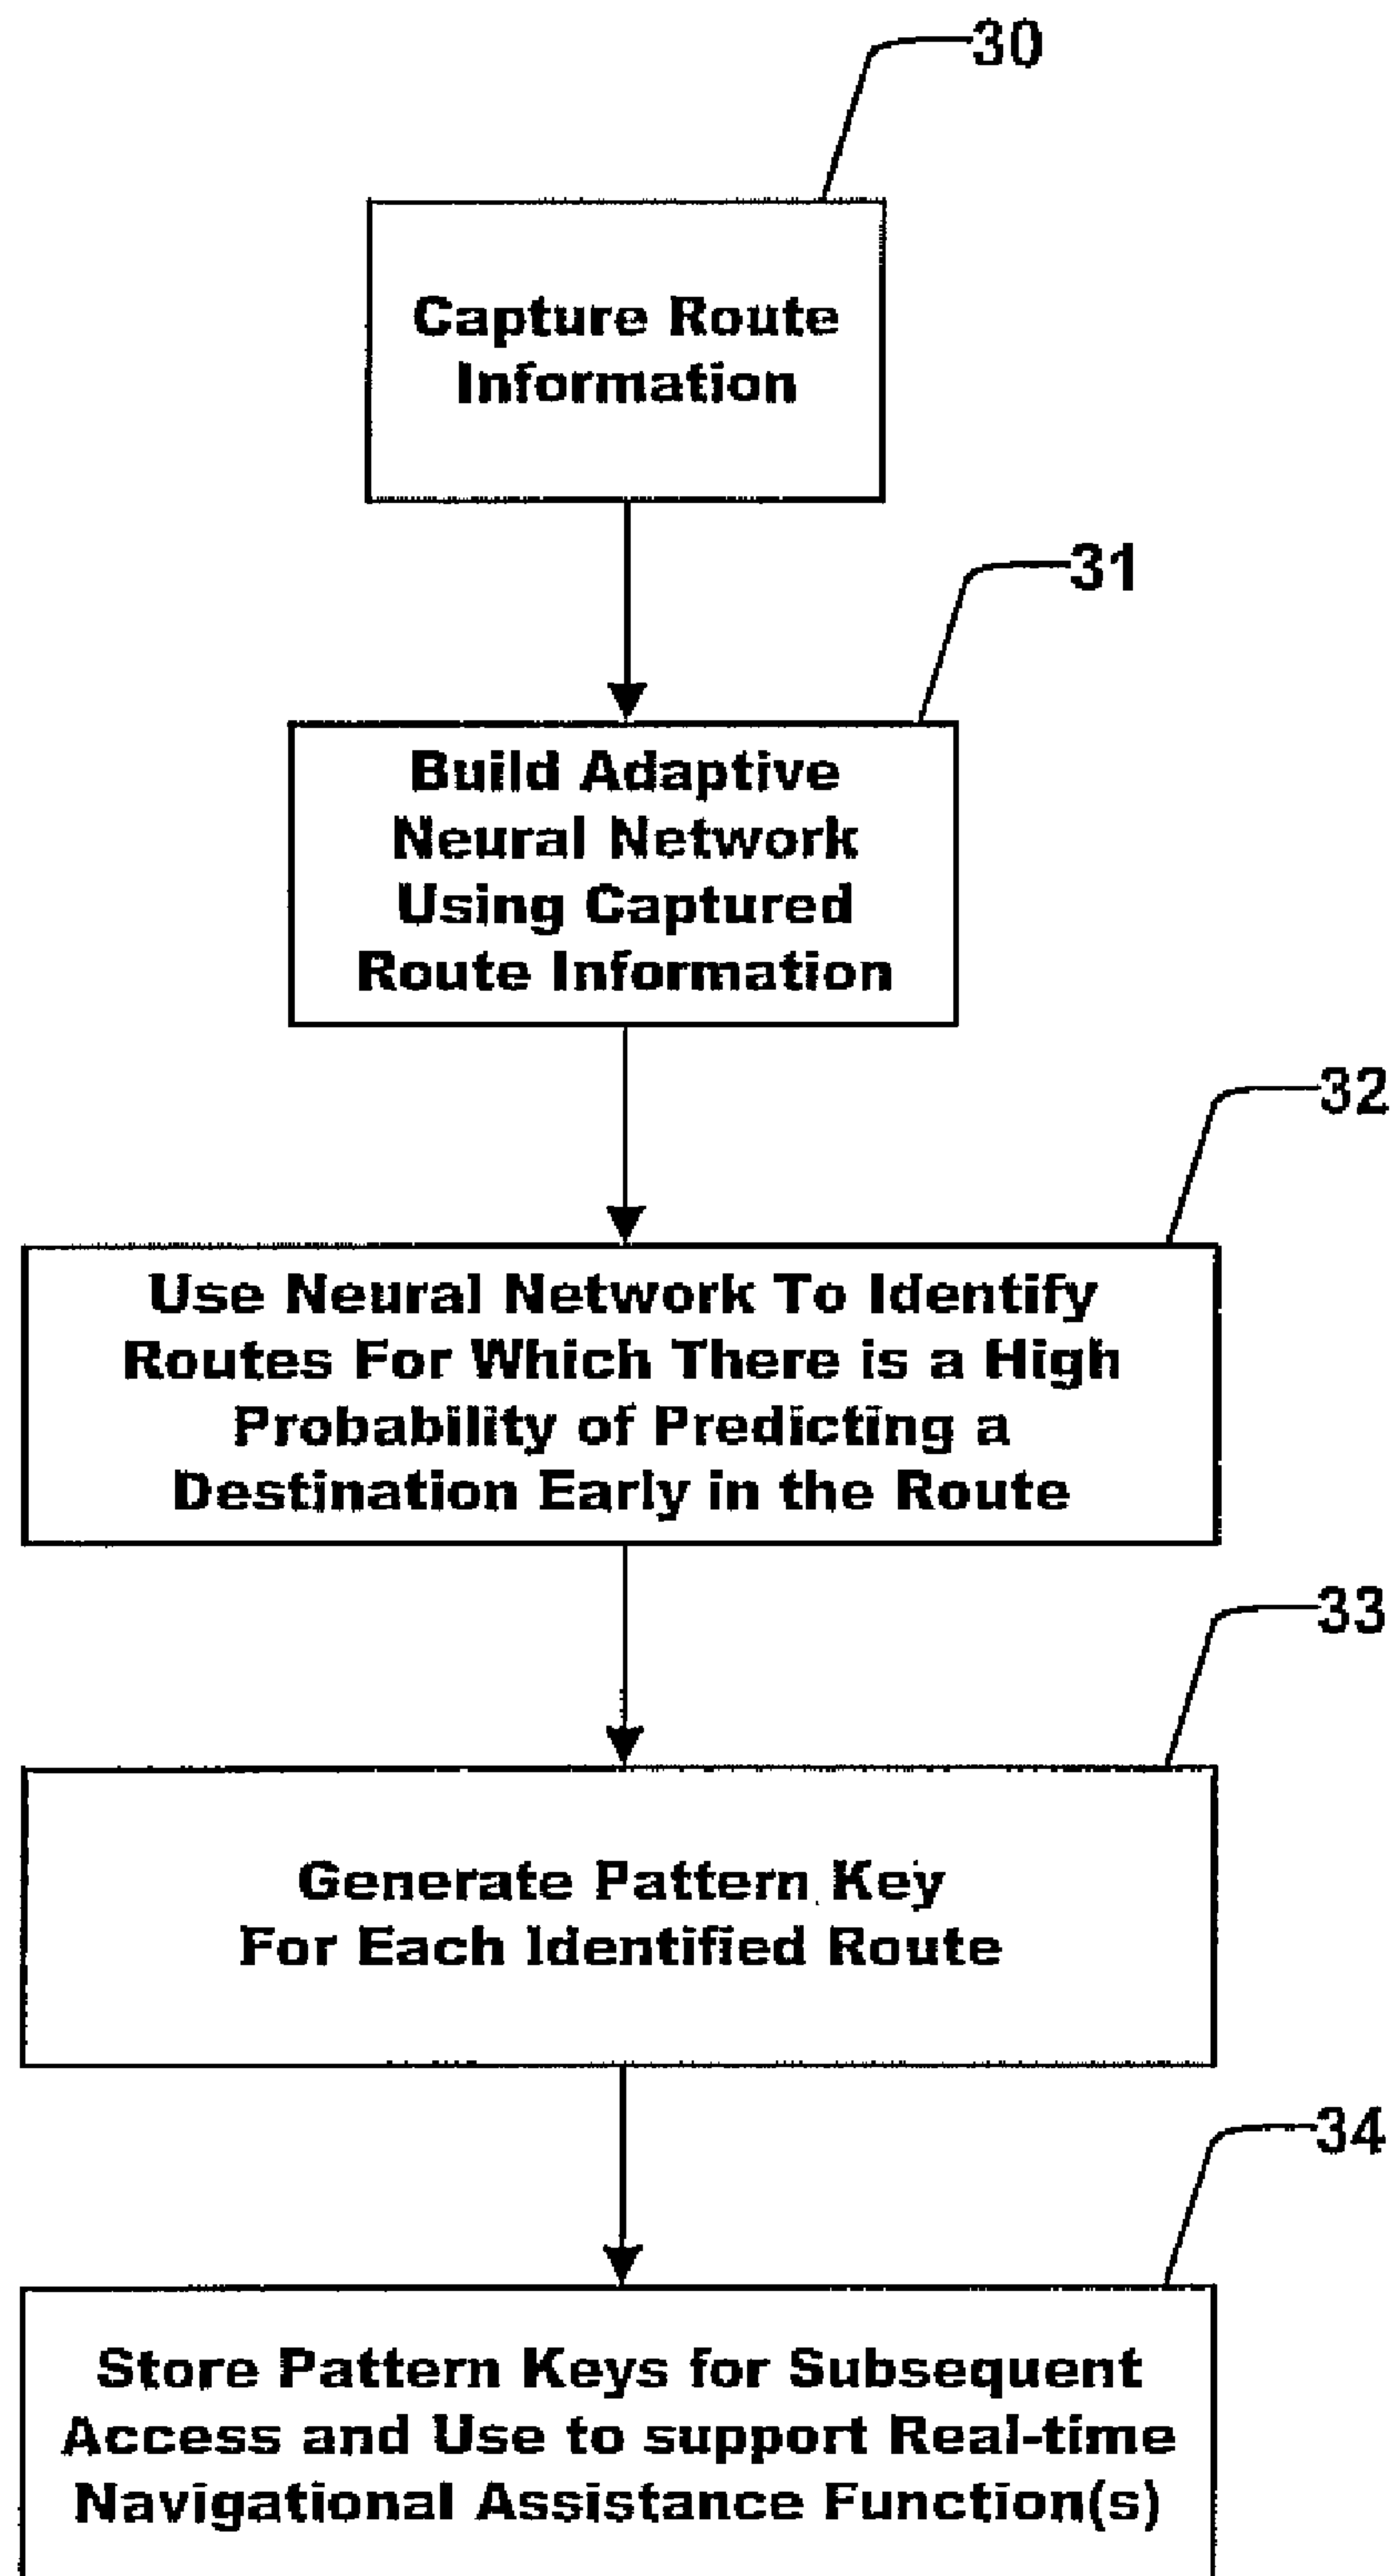 30
Capture Route
Information
31
Build Adaptive
Neural Network
Using Captured
Route Information
32
Use Neural Network To Identify
Routes For Which There is a High
Probability of Predicting a
Destination Early in the Route
33
Generate Pattern Key
For Each Identified Route
34
Store Pattern Keys for Subsequent
Access and Use to support Real-time
Navigational Assistance Function(s)